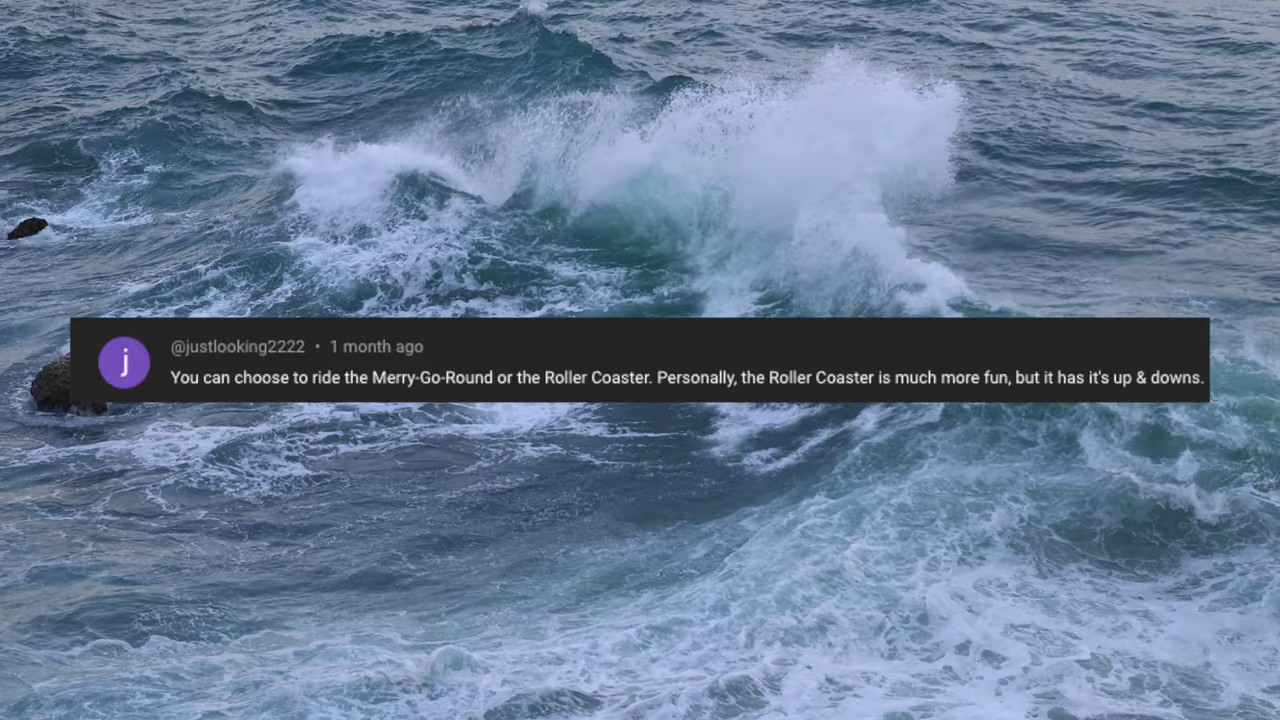 j
@justlooking2222 • 1 month ago
You can choose to ride the Merry-Go-Round or the Roller Coaster. Personally, the Roller Coaster is much more fun, but it has it's up & downs.